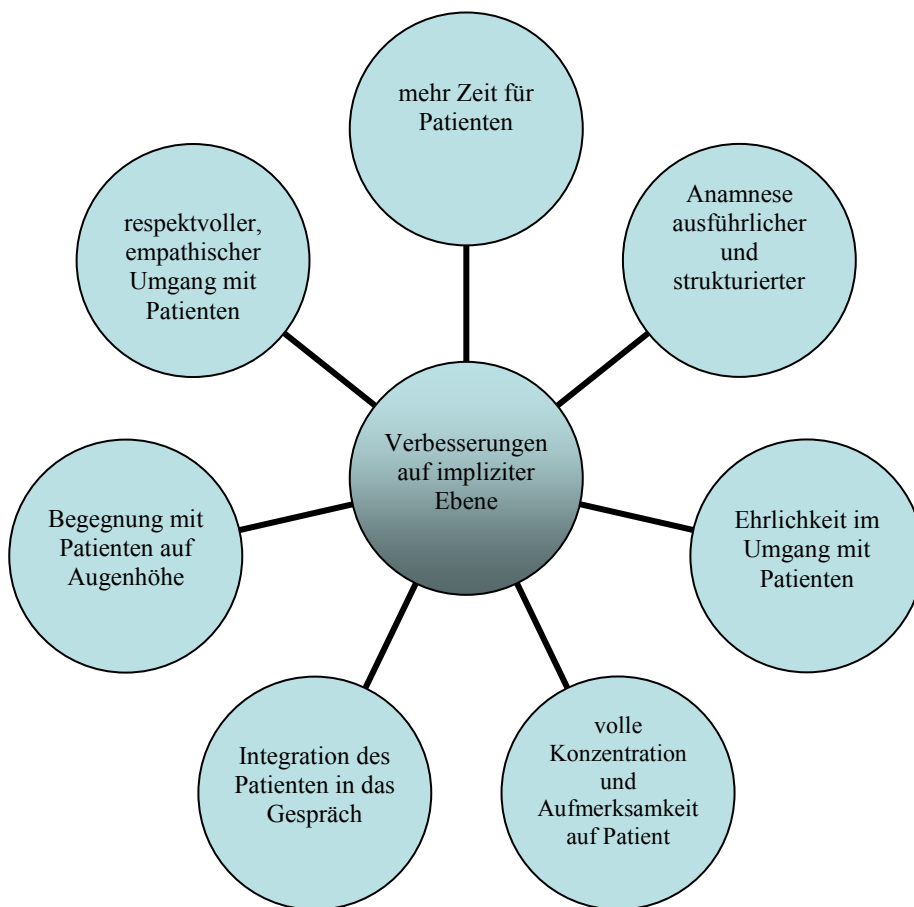 mehr Zeit für
Patienten
Anamnese
ausführlicher
und
strukturierter
respektvoller,
empathischer
Umgang mit
Patienten
Verbesserungen
auf impliziter
Ebene
Begegnung mit
Patienten auf
Augenhöhe
Ehrlichkeit im
Umgang mit
Patienten
Integration des
Patienten in das
Gespräch
volle
Konzentration
und
Aufmerksamkeit
auf Patient